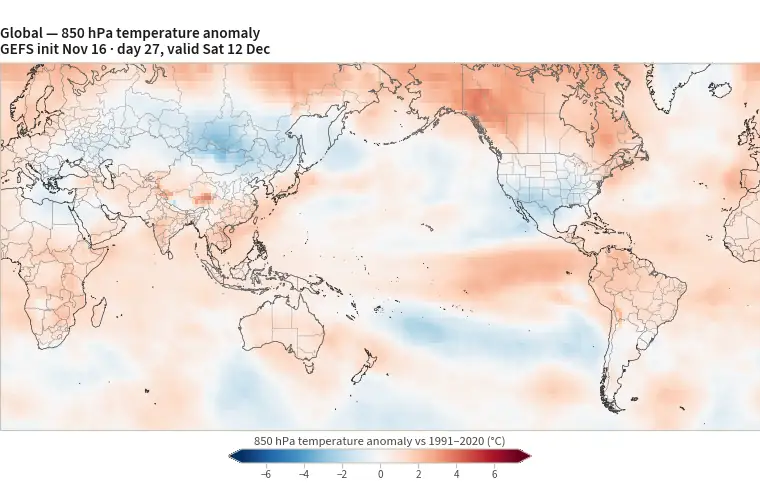 Global — 850 hPa temperature anomaly
GEFS init Nov 16 · day 27, valid Sat 12 Dec
850 hPa temperature anomaly vs 1991–2020 (°C)
−6 −4 −2 0 2 4 6